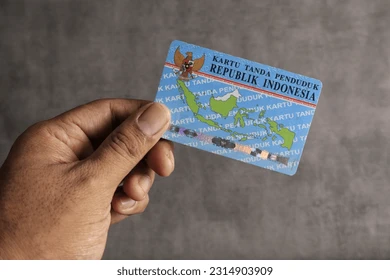 KARTU TANDA PENDUDUK
REPUBLIK INDONESIA
shutterstock.com · 2314903909